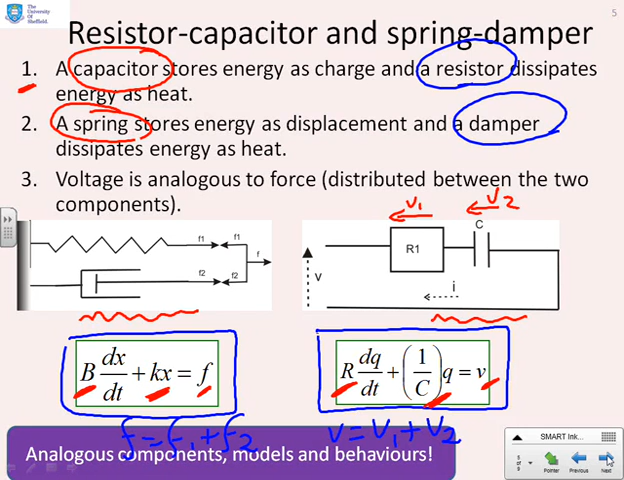 The
University
Of
Sheffield.
5
Resistor-capacitor and spring-damper
1. A capacitor stores energy as charge and a resistor dissipates
energy as heat.
2. A spring stores energy as displacement and a damper
dissipates energy as heat.
3. Voltage is analogous to force (distributed between the two
components).
V1 V2
f1 f1
f
f2 f2
C
R1
v
i
B dx/dt + kx = f
R dq/dt + (1/C) q = v
f = f1 + f2
v = v1 + v2
Analogous components, models and behaviours!
SMART Ink...
5
of
9
Pointer Previous Next